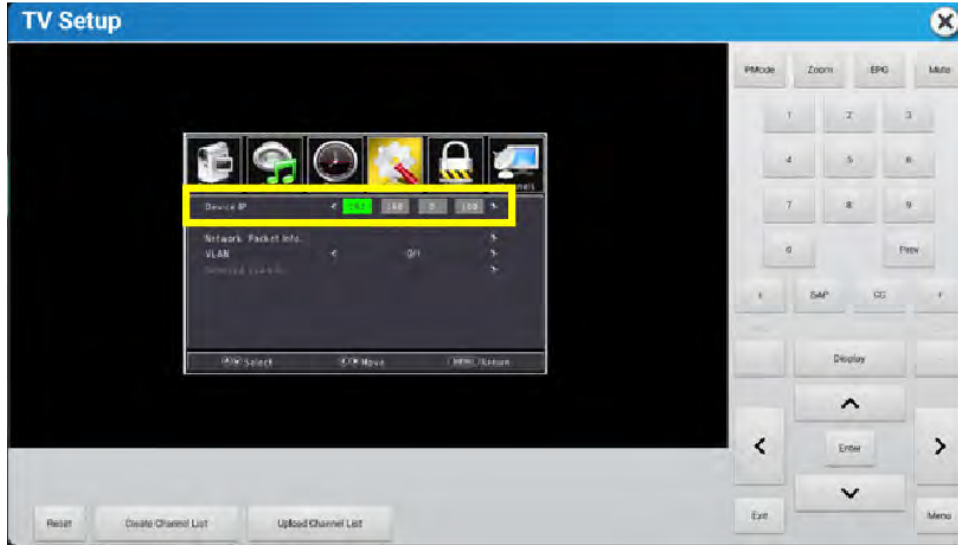 TV Setup
PMode Zoom EPG Mute
1 2 3
4 5 6
7 8 9
0 Prev
SAP CC
Display
Enter
Exit Menu
Device IP 168 0
Network Packet Info.
VLAN Off
Select Move MENU Return
Reset Create Channel List Upload Channel List